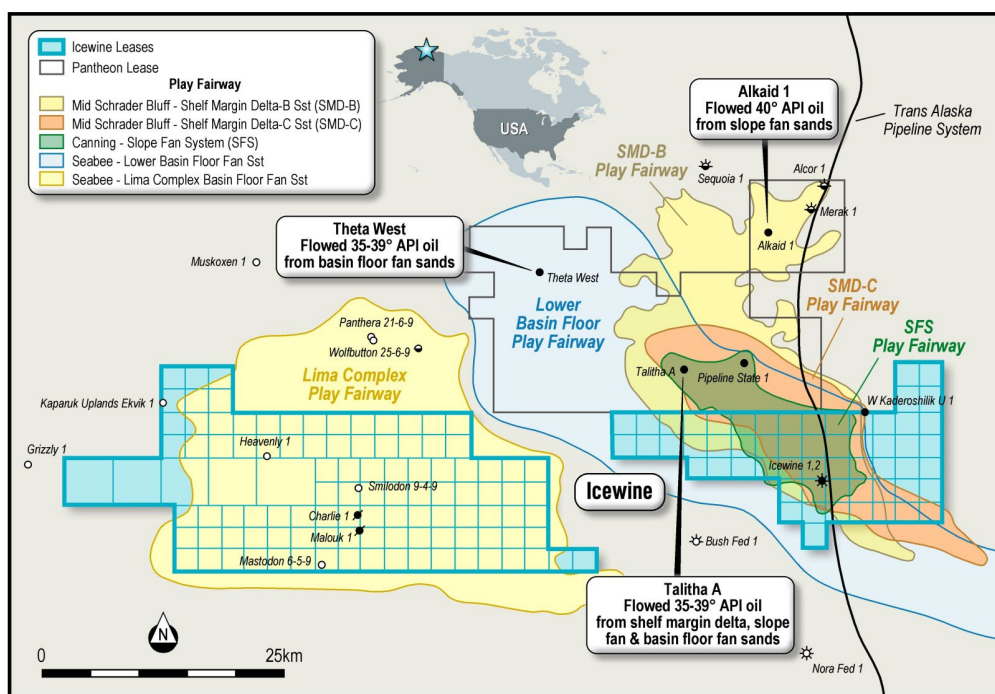 Icewine Leases
Pantheon Lease
Play Fairway
Mid Schrader Bluff - Shelf Margin Delta-B Sst (SMD-B)
Mid Schrader Bluff - Shelf Margin Delta-C Sst (SMD-C)
Canning - Slope Fan System (SFS)
Seabee - Lower Basin Floor Fan Sst
Seabee - Lima Complex Basin Floor Fan Sst
USA
Alkaid 1
Flowed 40° API oil
from slope fan sands
Trans Alaska
Pipeline System
SMD-B
Play Fairway
Sequoia 1
Alcor 1
Merak 1
Alkaid 1
Theta West
Flowed 35-39° API oil
from basin floor fan sands
Muskoxen 1
Theta West
SMD-C
Play Fairway
Lower
Basin Floor
Play Fairway
SFS
Play Fairway
Panthera 21-6-9
Wolfbutton 25-6-9
Lima Complex
Play Fairway
Talitha A
Pipeline State 1
Kaparuk Uplands Ekvik 1
W Kaderoshilik U 1
Grizzly 1
Heavenly 1
Icewine 1,2
Smilodon 9-4-9
Icewine
Charlie 1
Malouk 1
Bush Fed 1
Mastodon 6-5-9
Talitha A
Flowed 35-39° API oil
from shelf margin delta, slope
fan & basin floor fan sands
N
0
25km
Nora Fed 1